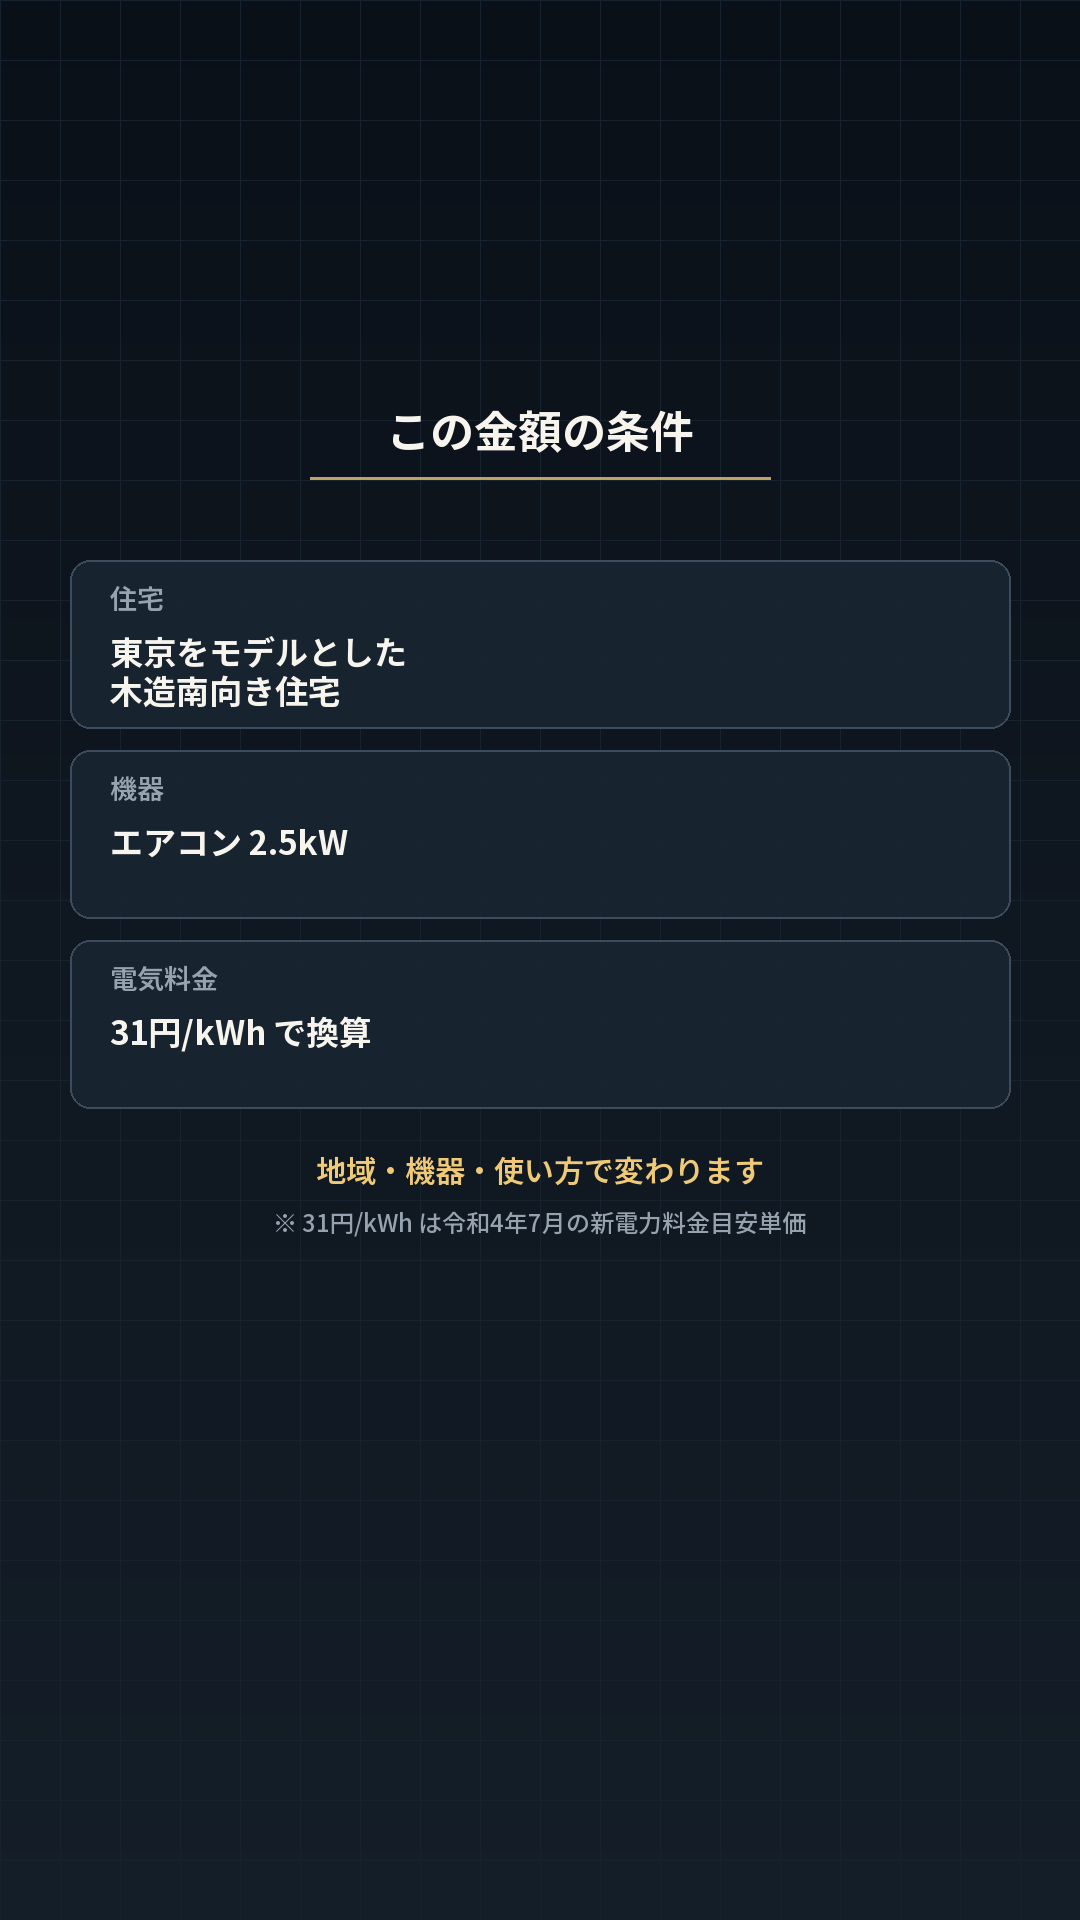 この金額の条件
住宅
東京をモデルとした
木造南向き住宅
機器
エアコン 2.5kW
電気料金
31円/kWh で換算
地域・機器・使い方で変わります
※ 31円/kWh は令和4年7月の新電力料金目安単価